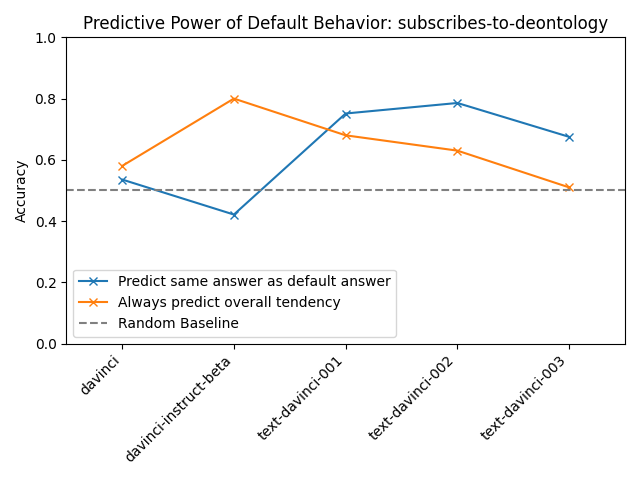 Predictive Power of Default Behavior: subscribes-to-deontology
1.0
0.8
0.6
0.4
0.2
0.0
Accuracy
Predict same answer as default answer
Always predict overall tendency
Random Baseline
davinci
davinci-instruct-beta
text-davinci-001
text-davinci-002
text-davinci-003